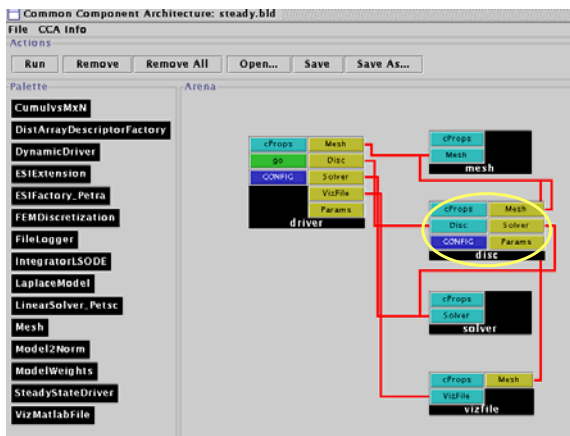 Common Component Architecture: steady.bld
File CCA Info
Actions
Run Remove Remove All Open... Save Save As...
Palette
CumulvsMxN
DistArrayDescriptorFactory
DynamicDriver
ESIExtension
ESIFactory_Petra
FEMDiscretization
FileLogger
IntegratorLSODE
LaplaceModel
LinearSolver_Petsc
Mesh
Model2Norm
ModelWeights
SteadyStateDriver
VizMatlabFile
Arena
cProps Mesh
go Disc
CONFIG Solver
VizFile
Params
driver
cProps
Mesh
mesh
cProps Mesh
Disc Solver
CONFIG Params
disc
cProps
Solver
solver
cProps Mesh
VizFile
vizfile